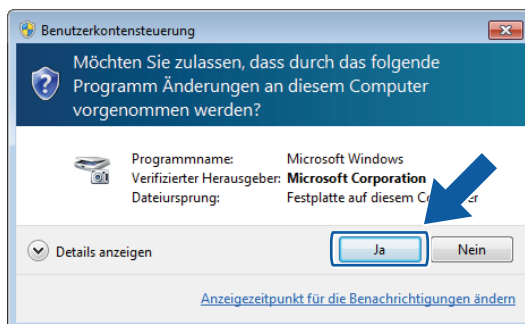 Benutzerkontensteuerung
Möchten Sie zulassen, dass durch das folgende
Programm Änderungen an diesem Computer
vorgenommen werden?
Programmname: Microsoft Windows
Verifizierter Herausgeber: Microsoft Corporation
Dateiursprung: Festplatte auf diesem
Details anzeigen
Ja Nein
Anzeigezeitpunkt für die Benachrichtigungen ändern